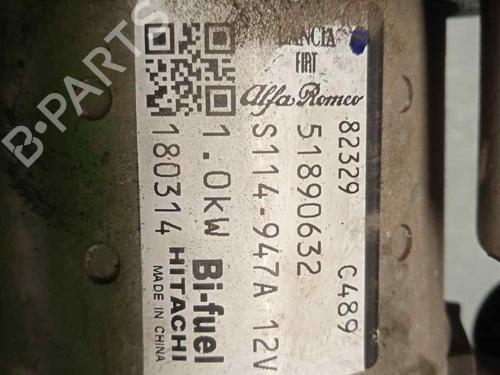 LANCIA
FIAT
Alfa Romeo
82329 C489
51890632
S114-947A 12V
1.0kW Bi-fuel
180314 HITACHI
MADE IN CHINA